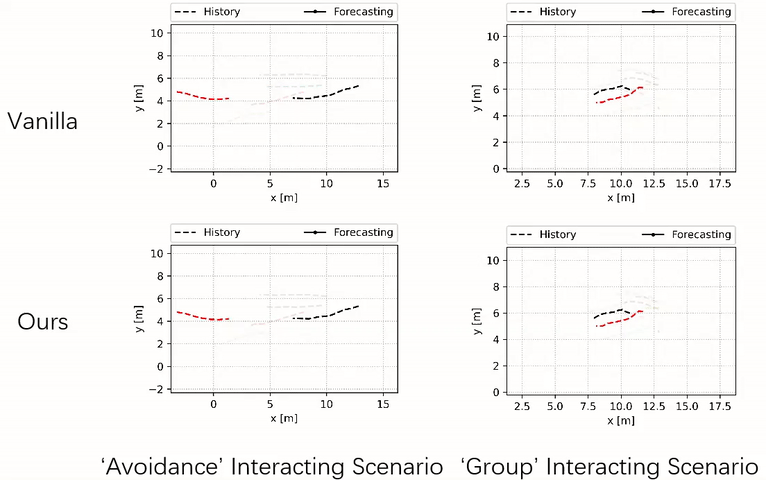 History Forecasting
History Forecasting
10
8
6
4
2
0
−2
y [m]
0 5 10 15
x [m]
10
8
6
4
2
0
y [m]
2.5 5.0 7.5 10.0 12.5 15.0 17.5
x [m]
Vanilla
History Forecasting
History Forecasting
10
8
6
4
2
0
−2
y [m]
0 5 10 15
x [m]
10
8
6
4
2
0
y [m]
2.5 5.0 7.5 10.0 12.5 15.0 17.5
x [m]
Ours
‘Avoidance’ Interacting Scenario
‘Group’ Interacting Scenario